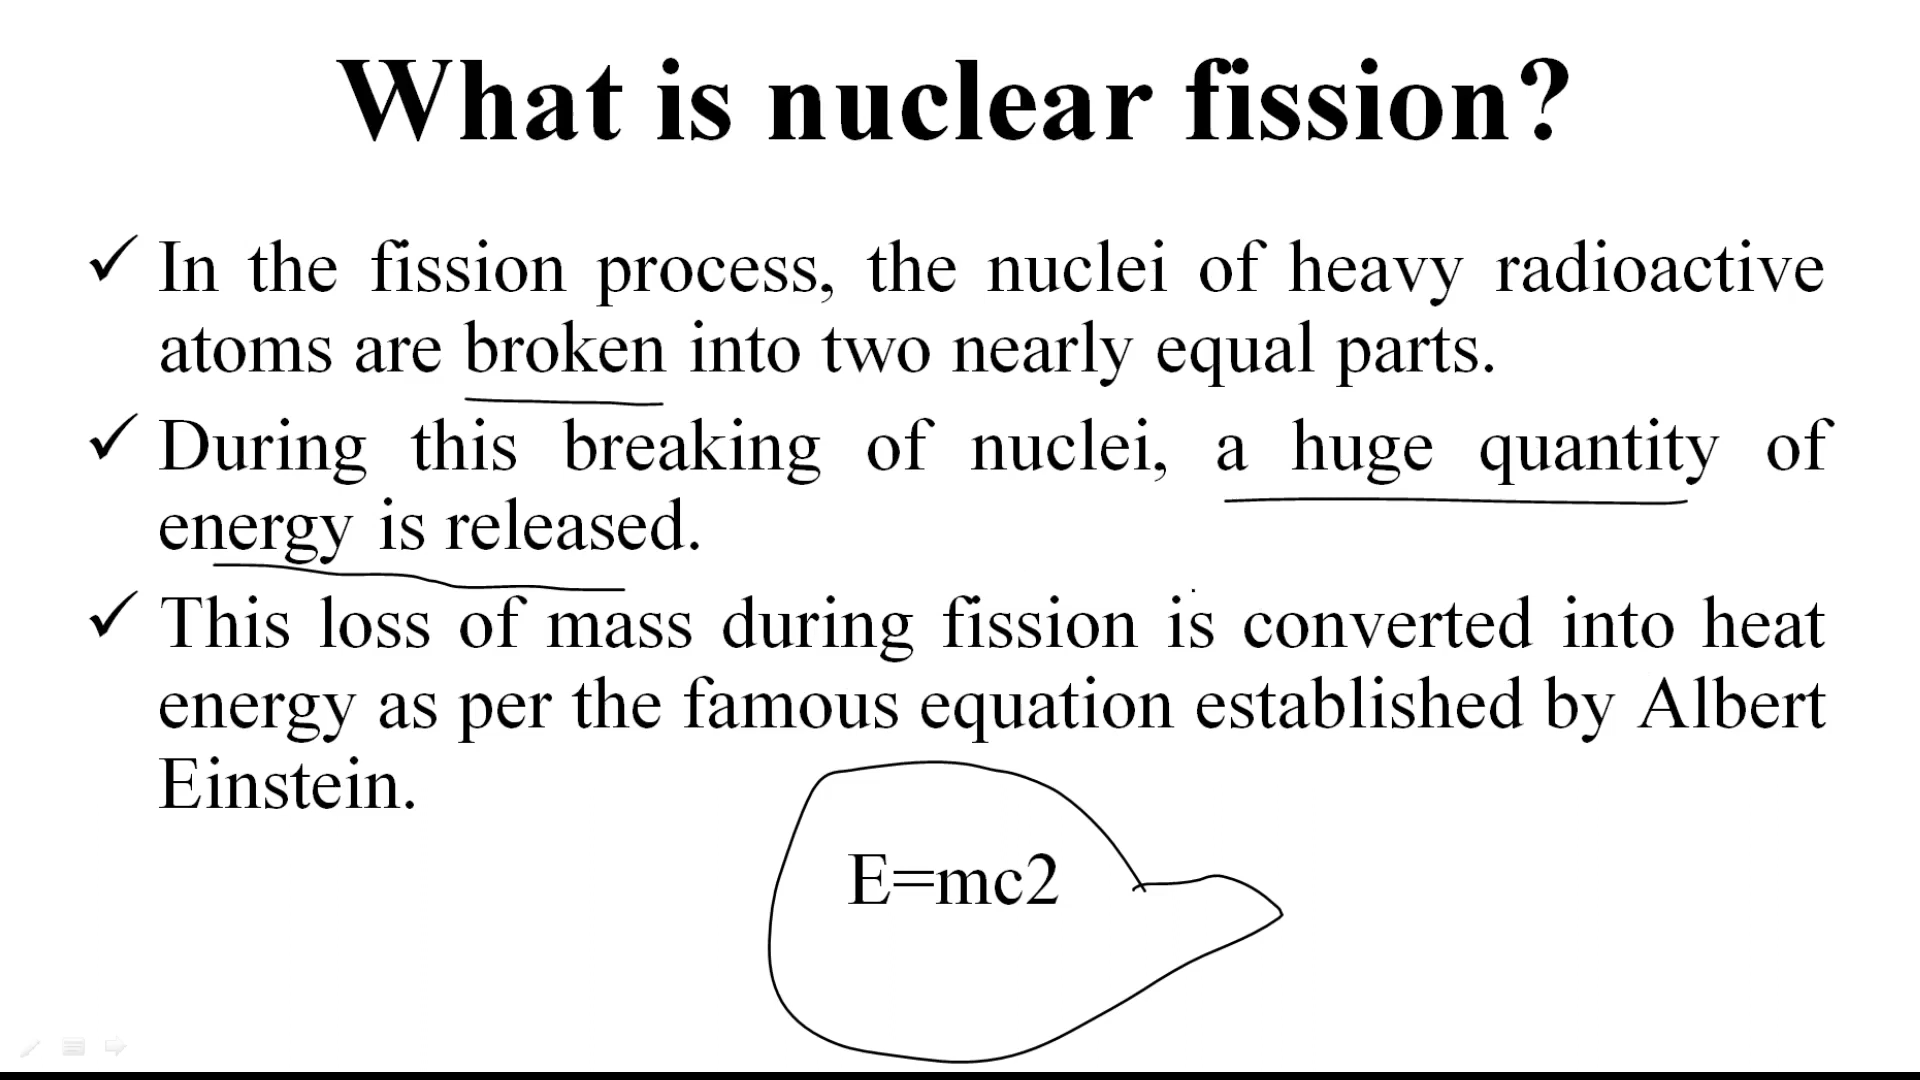 What is nuclear fission?
✓ In the fission process, the nuclei of heavy radioactive
atoms are broken into two nearly equal parts.
✓ During this breaking of nuclei, a huge quantity of
energy is released.
✓ This loss of mass during fission is converted into heat
energy as per the famous equation established by Albert
Einstein.
E=mc2